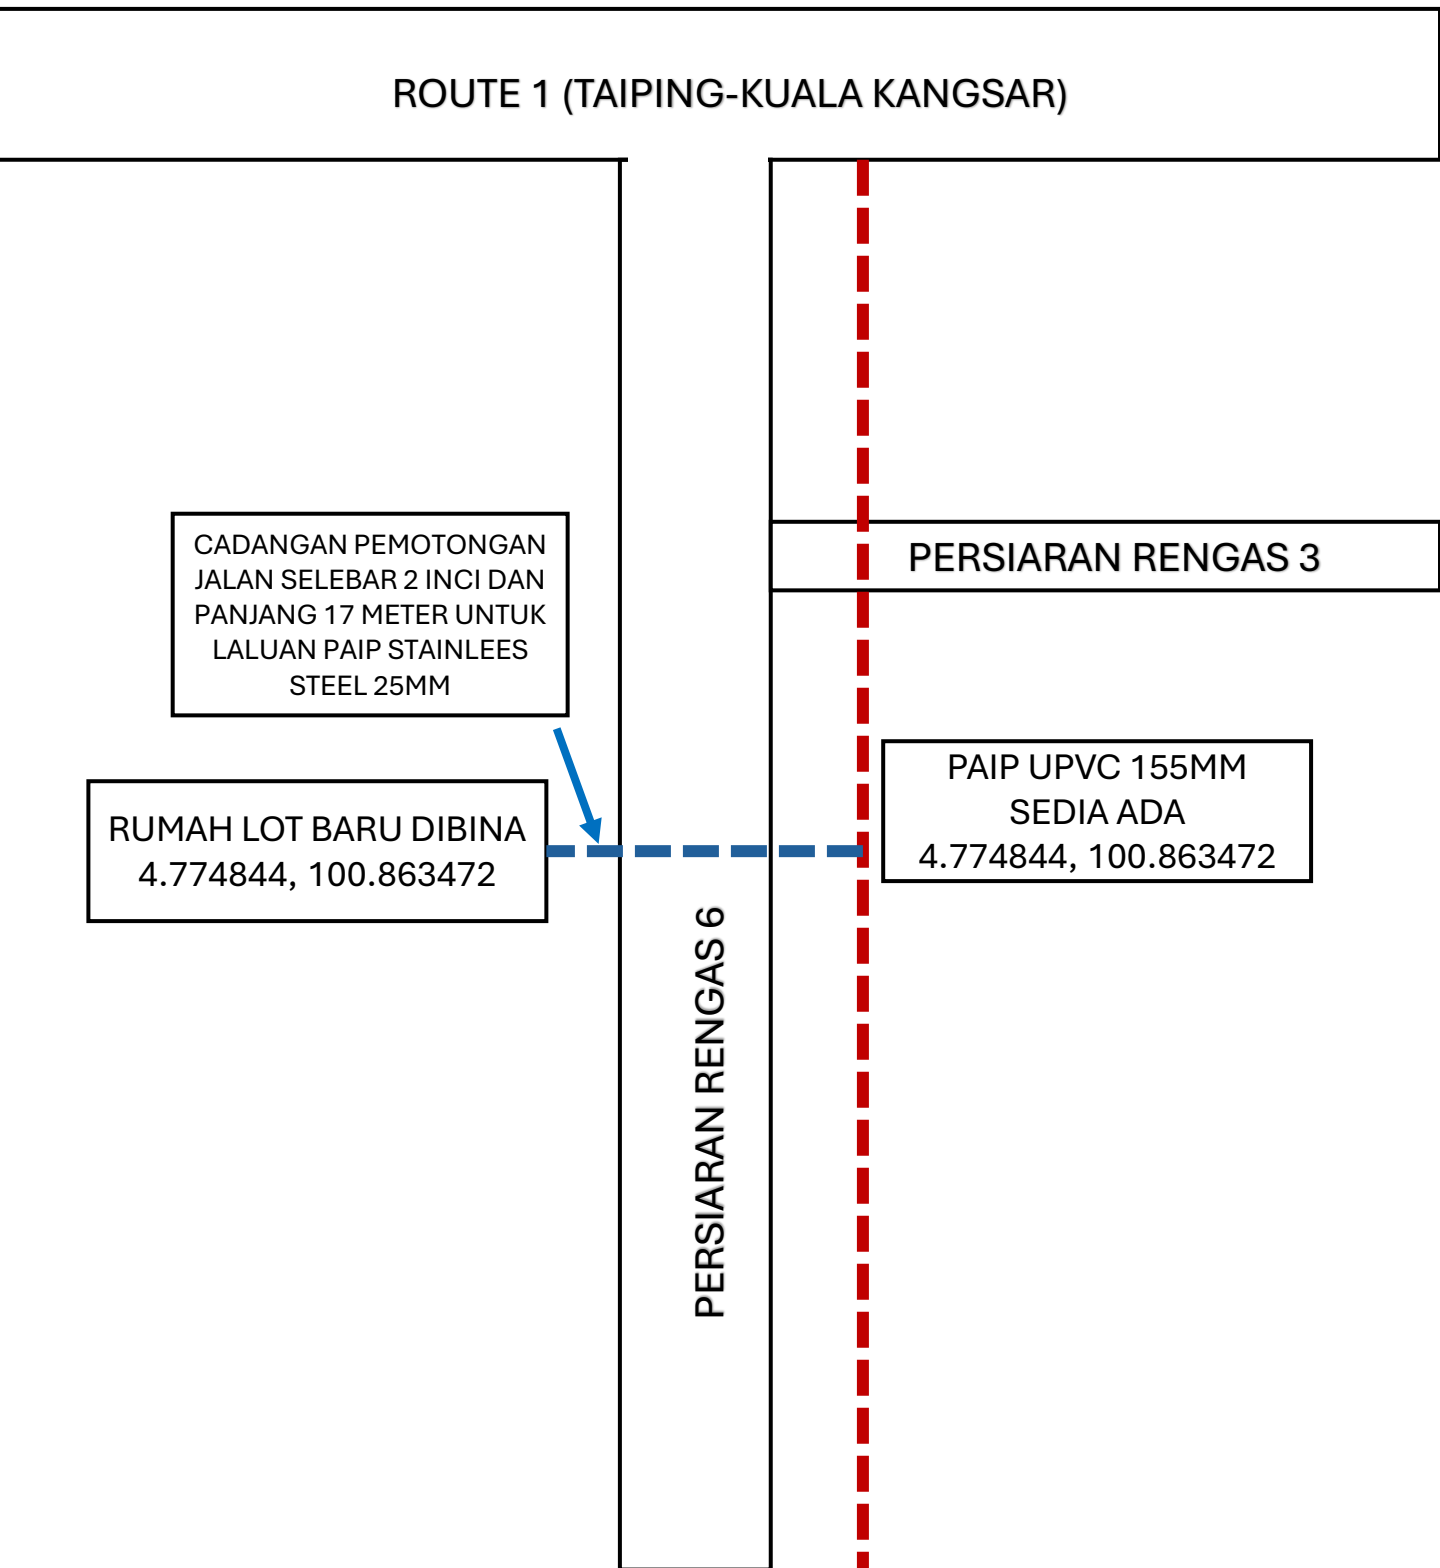 ROUTE 1 (TAIPING-KUALA KANGSAR)
CADANGAN PEMOTONGAN
JALAN SELEBAR 2 INCI DAN
PANJANG 17 METER UNTUK
LALUAN PAIP STAINLEES
STEEL 25MM
PERSIARAN RENGAS 3
RUMAH LOT BARU DIBINA
4.774844, 100.863472
PAIP UPVC 155MM
SEDIA ADA
4.774844, 100.863472
PERSIARAN RENGAS 6